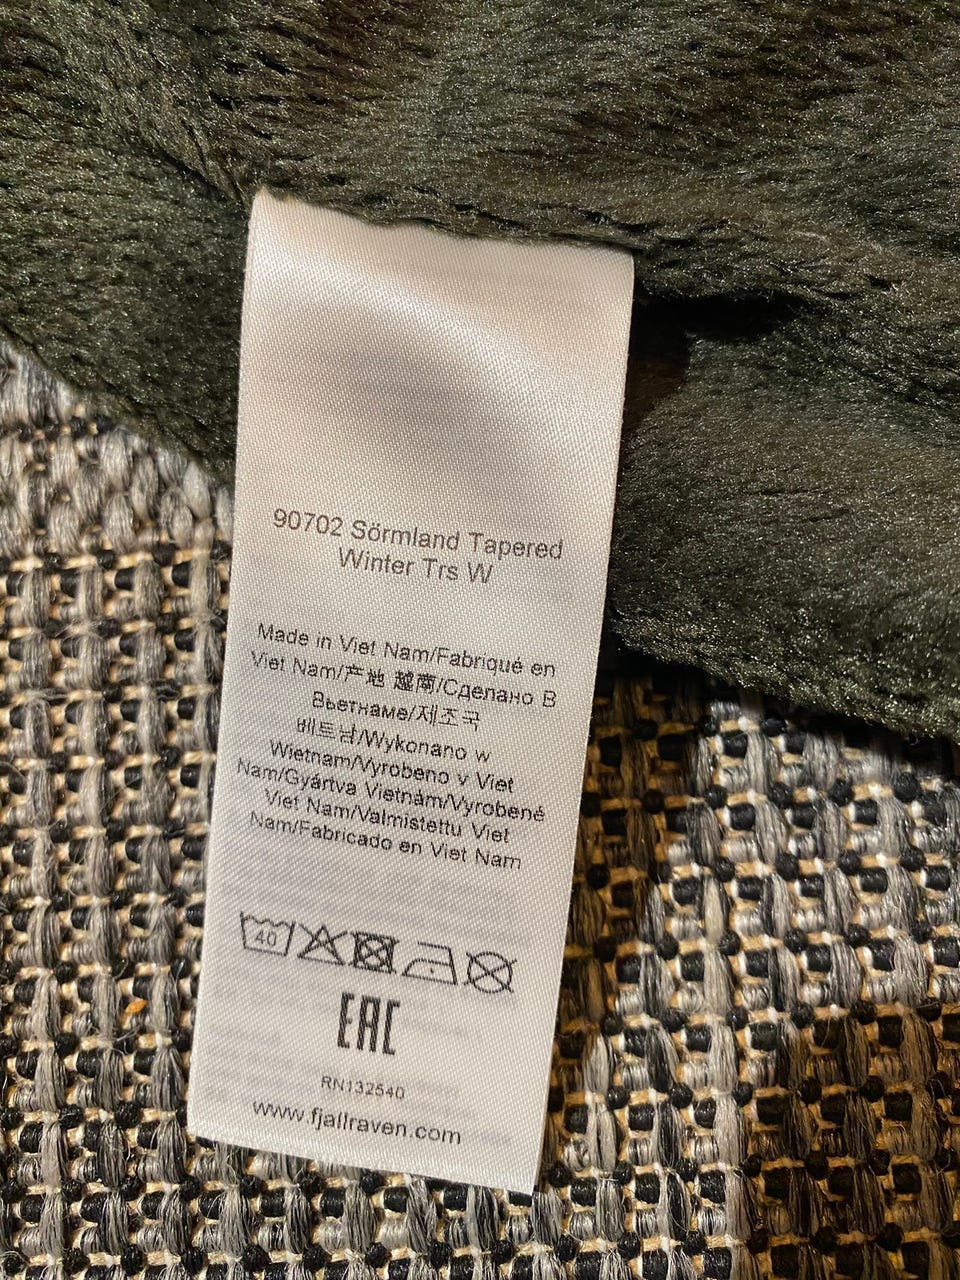 90702 Sörmland Tapered
Winter Trs W
Made in Viet Nam/Fabriqué en
Viet Nam/产地 越南/Сделано В
Вьетнаме/제조국
베트남/Wykonano w
Wietnam/Vyrobeno v Viet
Nam/Gyártva Vietnám/Vyrobené
Viet Nam/Valmistettu Viet
Nam/Fabricado en Viet Nam
40
EAC
RN132540
www.fjallraven.com